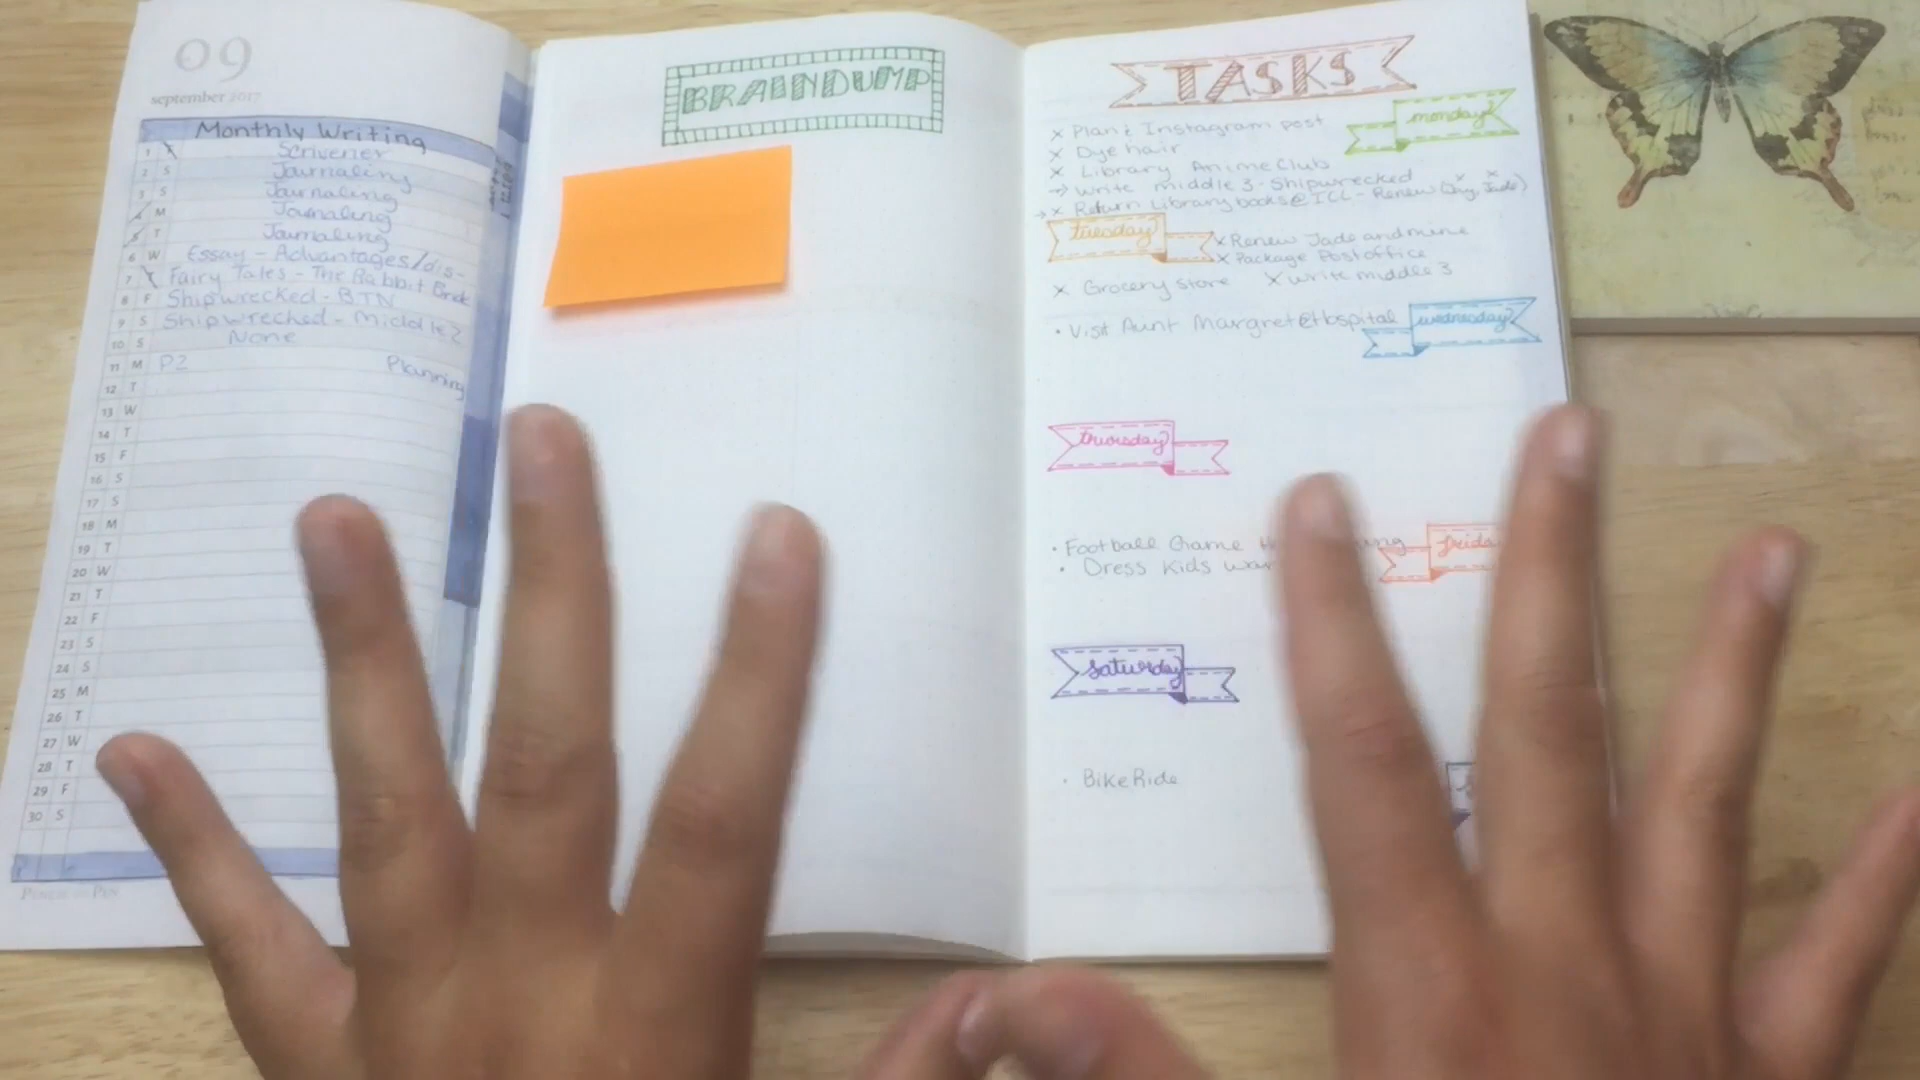 09
september 2017
Monthly Writing
1 Scrivener
2 S Journaling
3 S Journaling
4 M Journaling
5 T Journaling
6 W Essay - Advantages/dis-
7 T Fairy Tales - The Rabbit Bride
8 F Shipwrecked - BTN
9 S Shipwreched - Middle 2
10 S None
11 M P2 Planning
12 T
13 W
14 T
15 F
16 S
17 S
18 M
19 T
20 W
21 T
22 F
23 S
24 S
25 M
26 T
27 W
28 T
29 F
30 S
BRAINDUMP
TASKS
monday
x Plan & Instagram post
x Dye hair
x Library Anime Club
→ write middle 3 - Shipwrecked
→ x Return Library books @ ICL - Renew (Day, Jade)
tuesday
x Renew Jade and mine
x Package Post office
x Grocery Store x write middle 3
• Visit Aunt Margret @ Hospital
wednesday
thursday
• Football Game
• Dress Kids
saturday
• Bike Ride